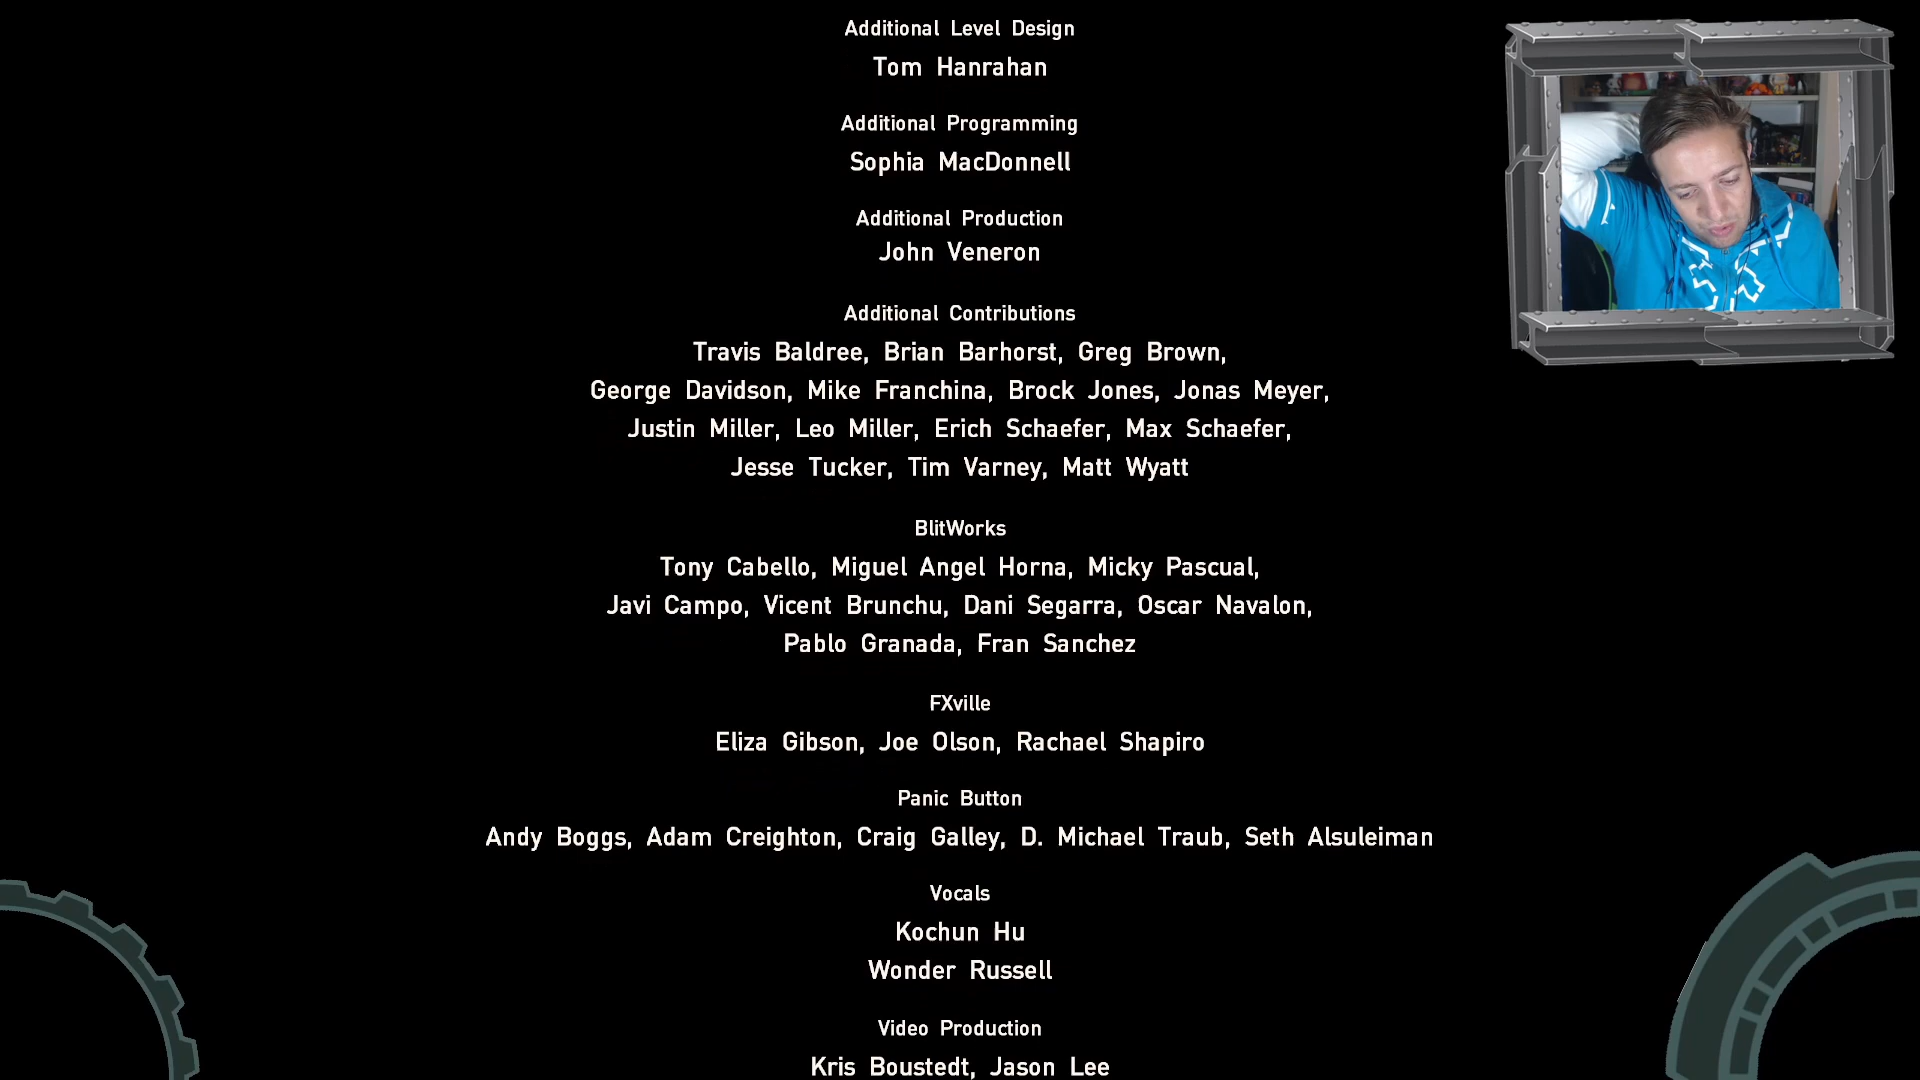 Additional Level Design
Tom Hanrahan
Additional Programming
Sophia MacDonnell
Additional Production
John Veneron
Additional Contributions
Travis Baldree, Brian Barhorst, Greg Brown,
George Davidson, Mike Franchina, Brock Jones, Jonas Meyer,
Justin Miller, Leo Miller, Erich Schaefer, Max Schaefer,
Jesse Tucker, Tim Varney, Matt Wyatt
BlitWorks
Tony Cabello, Miguel Angel Horna, Micky Pascual,
Javi Campo, Vicent Brunchu, Dani Segarra, Oscar Navalon,
Pablo Granada, Fran Sanchez
FXville
Eliza Gibson, Joe Olson, Rachael Shapiro
Panic Button
Andy Boggs, Adam Creighton, Craig Galley, D. Michael Traub, Seth Alsuleiman
Vocals
Kochun Hu
Wonder Russell
Video Production
Kris Boustedt, Jason Lee